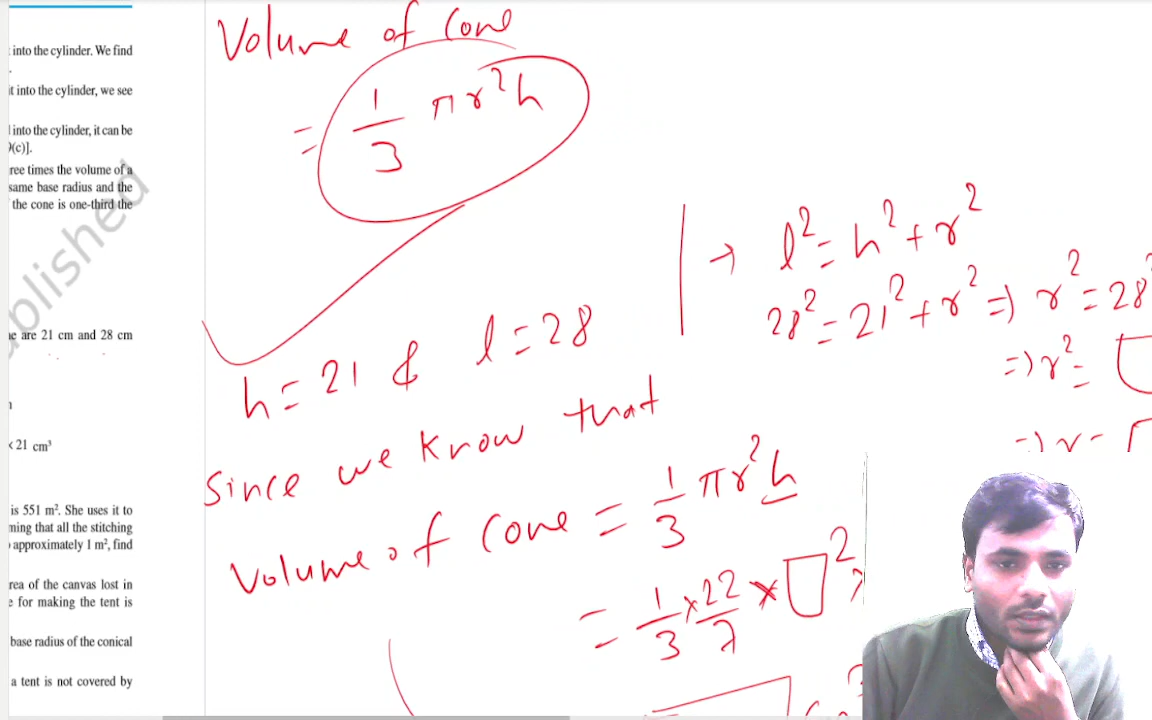 into the cylinder. We find
t into the cylinder, we see
into the cylinder, it can be
)(c)].
ree times the volume of a
same base radius and the
the cone is one-third the
blished
e are 21 cm and 28 cm
× 21 cm³
is 551 m². She uses it to
ming that all the stitching
approximately 1 m², find
rea of the canvas lost in
e for making the tent is
base radius of the conical
a tent is not covered by
Volume of Cone
= 1/3 πr²h
h = 21 & l = 28
→ l² = h² + r²
28² = 21² + r² => r² = 28²
=> r² =
=> r =
Since we know that
Volume of Cone = 1/3 πr²h
= 1/3 × 22/7 × □²